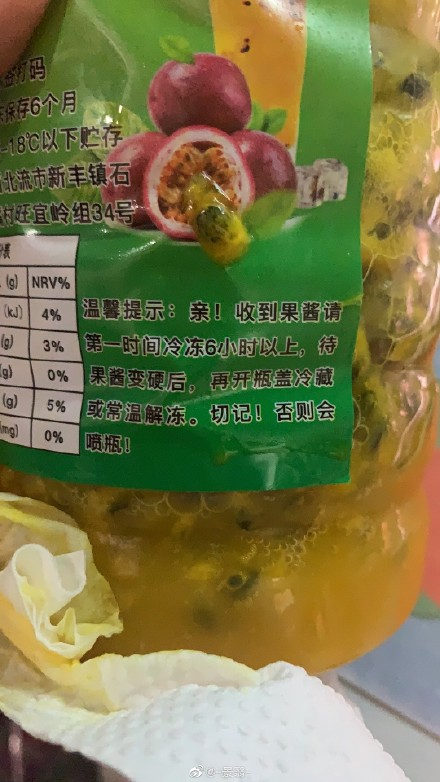 打码
保存6个月
-18℃以下贮存
北流市新丰镇石
村旺宜岭组34号
(g) NRV%
(kJ) 4%
(g) 3%
(g) 0%
(g) 5%
(mg) 0%
温馨提示：亲！收到果酱请
第一时间冷冻6小时以上，待
果酱变硬后，再开瓶盖冷藏
或常温解冻。切记！否则会
喷瓶！